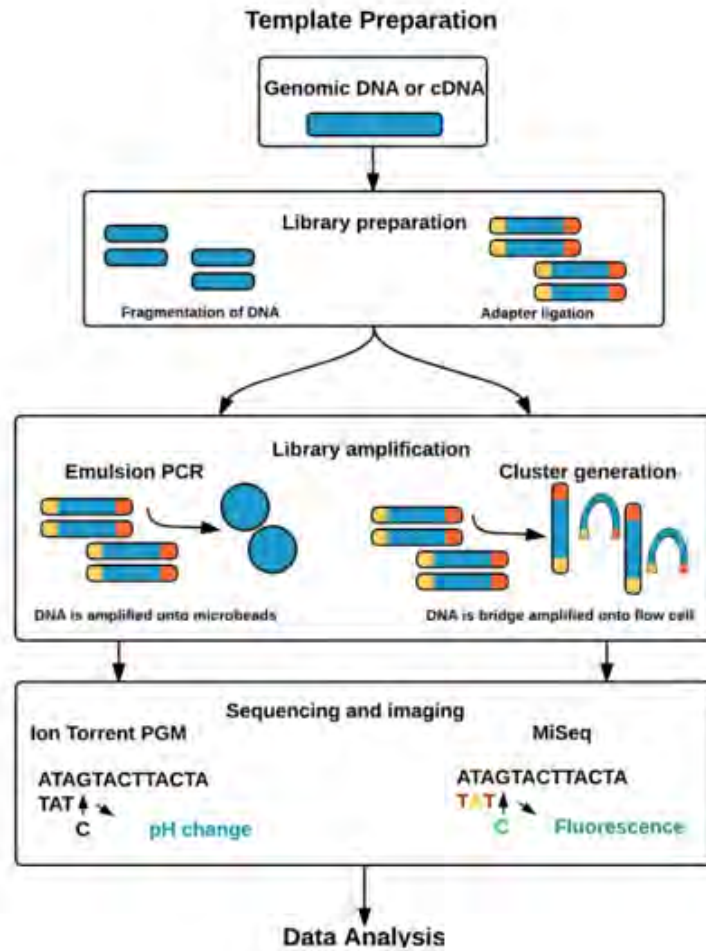 Template Preparation
Genomic DNA or cDNA
Library preparation
Fragmentation of DNA
Adapter ligation
Library amplification
Emulsion PCR
Cluster generation
DNA is amplified unto microbeads
DNA is bridge amplified onto flow cell
Sequencing and imaging
Ion Torrent PGM
MiSeq
ATAGTACTTACTA
TAT
C
pH change
ATAGTACTTACTA
TAT
C
Fluorescence
Data Analysis